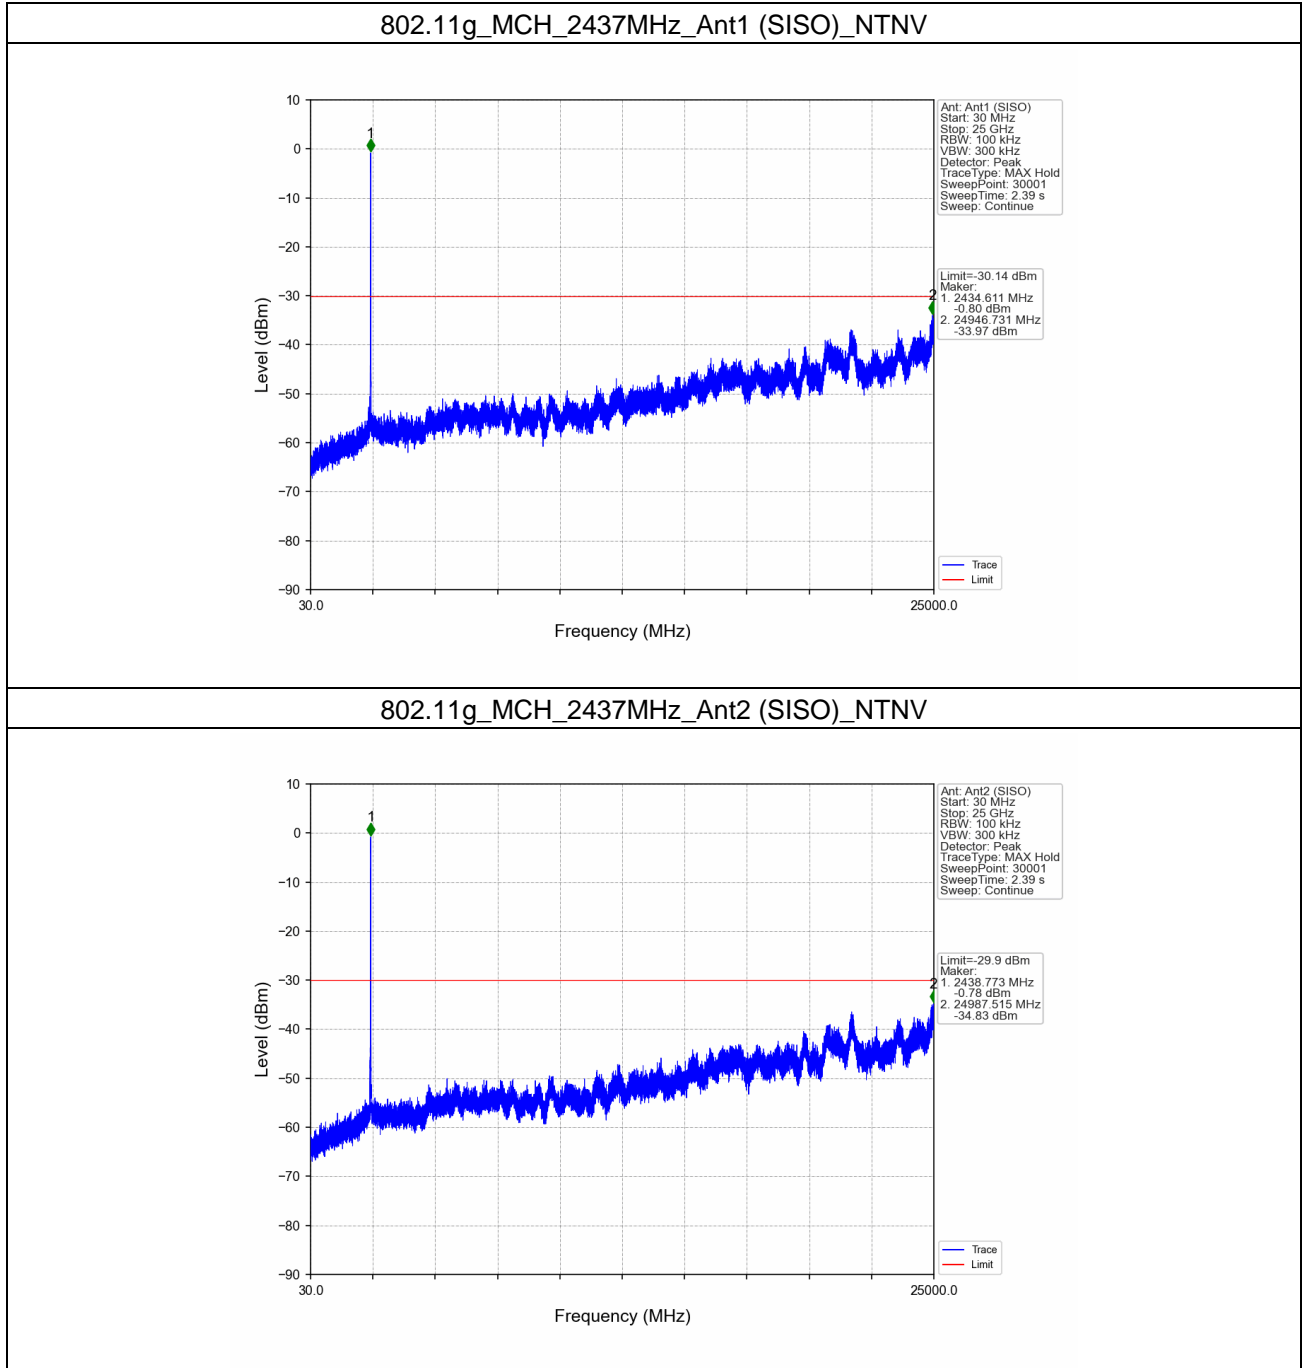 802.11g_MCH_2437MHz_Ant1 (SISO)_NTNV
10
0
−10
−20
−30
−40
−50
−60
−70
−80
−90
Level (dBm)
1
2
Ant: Ant1 (SISO)
Start: 30 MHz
Stop: 25 GHz
RBW: 100 kHz
VBW: 300 kHz
Detector: Peak
TraceType: MAX Hold
SweepPoint: 30001
SweepTime: 2.39 s
Sweep: Continue
Limit=-30.14 dBm
Maker:
1. 2434.611 MHz
-0.80 dBm
2. 24946.731 MHz
-33.97 dBm
Trace
Limit
30.0
25000.0
Frequency (MHz)
802.11g_MCH_2437MHz_Ant2 (SISO)_NTNV
10
0
−10
−20
−30
−40
−50
−60
−70
−80
−90
Level (dBm)
1
2
Ant: Ant2 (SISO)
Start: 30 MHz
Stop: 25 GHz
RBW: 100 kHz
VBW: 300 kHz
Detector: Peak
TraceType: MAX Hold
SweepPoint: 30001
SweepTime: 2.39 s
Sweep: Continue
Limit=-29.9 dBm
Maker:
1. 2438.773 MHz
-0.78 dBm
2. 24987.515 MHz
-34.83 dBm
Trace
Limit
30.0
25000.0
Frequency (MHz)